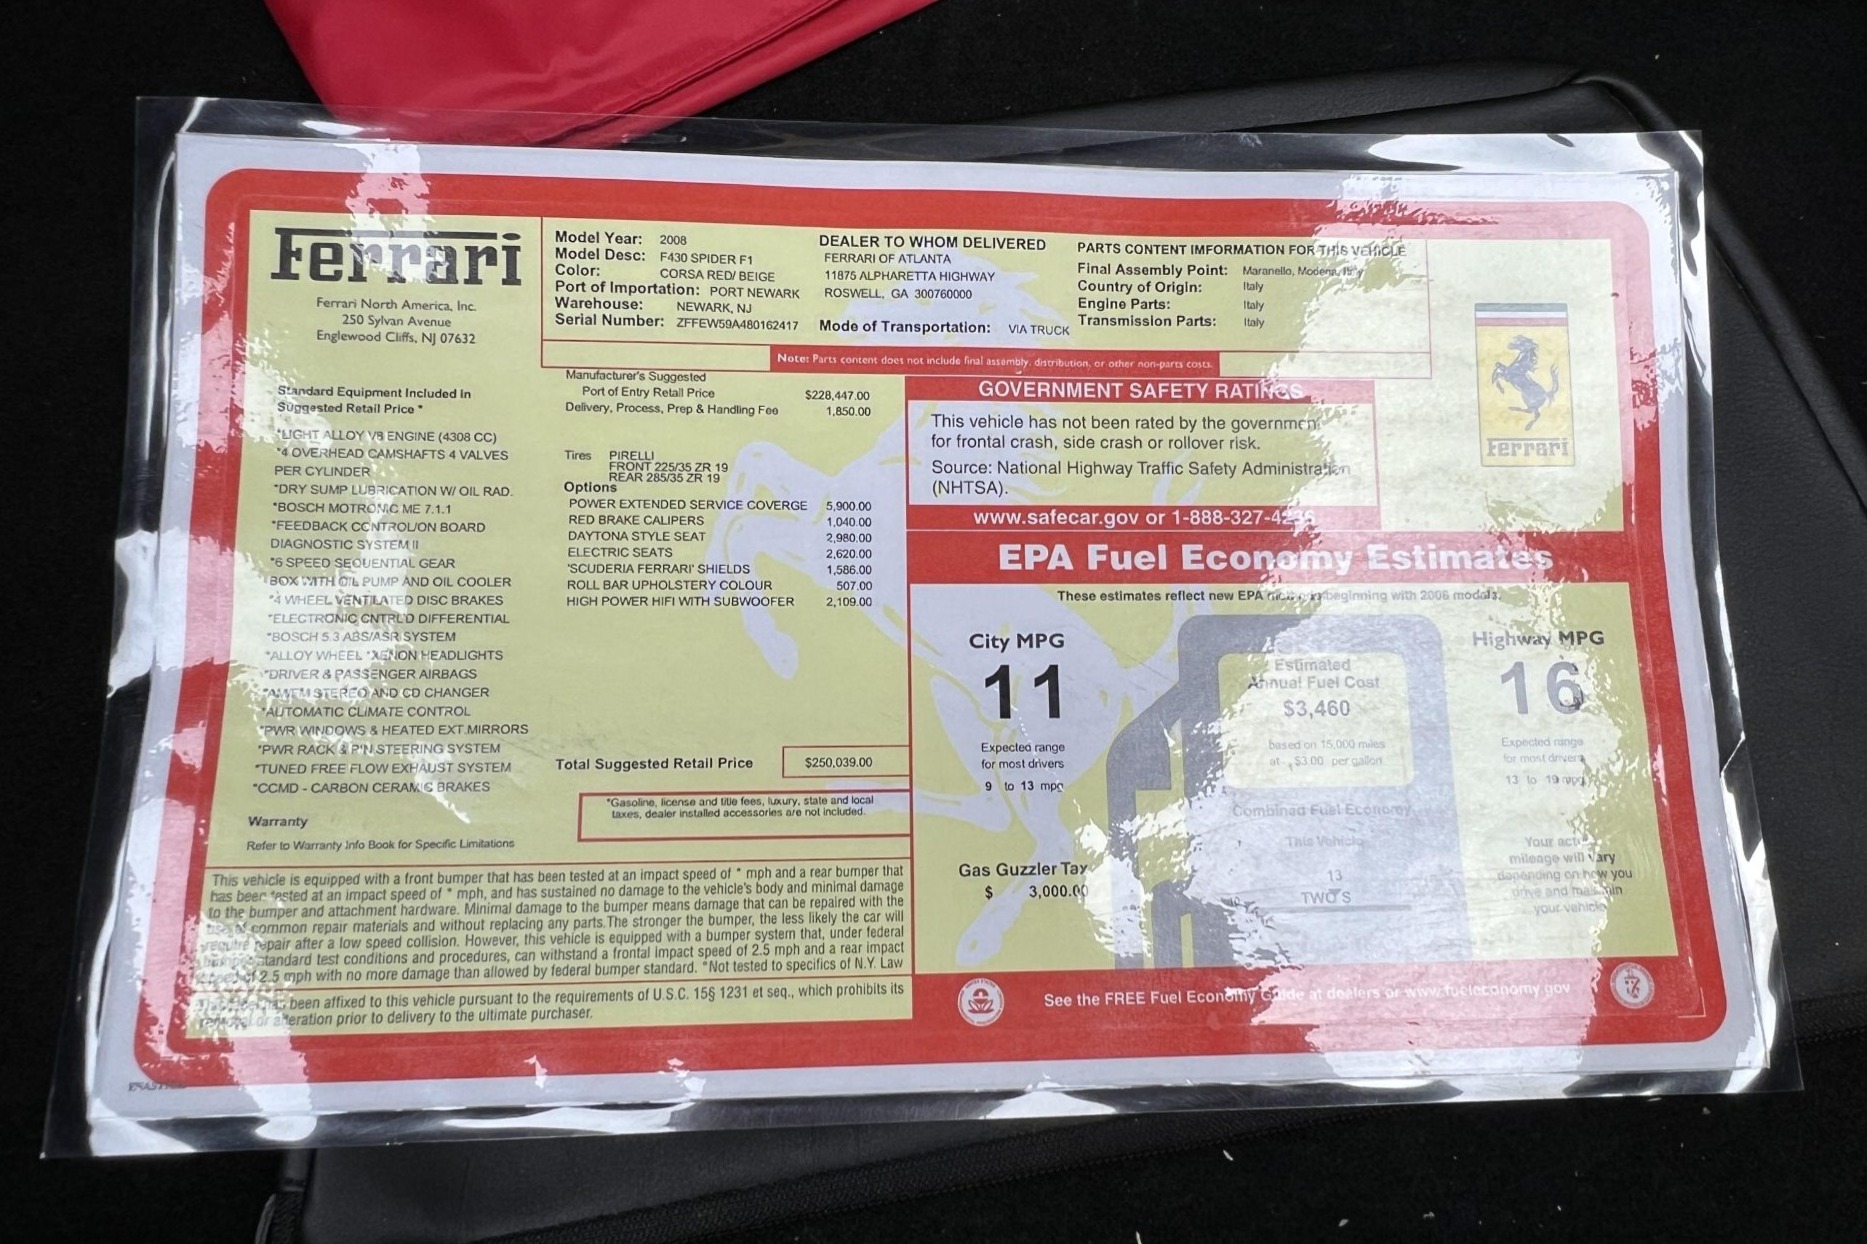 Ferrari
Ferrari North America, Inc.
250 Sylvan Avenue
Englewood Cliffs, NJ 07632
Model Year: 2008
Model Desc: F430 SPIDER F1
Color: CORSA RED/ BEIGE
Port of Importation: PORT NEWARK
Warehouse: NEWARK, NJ
Serial Number: ZFFEW59A480162417
DEALER TO WHOM DELIVERED
FERRARI OF ATLANTA
11875 ALPHARETTA HIGHWAY
ROSWELL, GA 300760000
Mode of Transportation: VIA TRUCK
PARTS CONTENT IMFORMATION FOR THIS VEHICLE
Final Assembly Point: Maranello, Modena, Italy
Country of Origin: Italy
Engine Parts: Italy
Transmission Parts: Italy
Note: Parts content does not include final assembly, distribution, or other non-parts costs.
Ferrari
Standard Equipment Included In
Suggested Retail Price *
*LIGHT ALLOY V8 ENGINE (4308 CC)
*4 OVERHEAD CAMSHAFTS 4 VALVES
PER CYLINDER
*DRY SUMP LUBRICATION W/ OIL RAD.
*BOSCH MOTRONIC ME 7.1.1
*FEEDBACK CONTROL/ON BOARD
DIAGNOSTIC SYSTEM II
*6 SPEED SEQUENTIAL GEAR
BOX WITH OIL PUMP AND OIL COOLER
*4 WHEEL VENTILATED DISC BRAKES
*ELECTRONIC CNTRL'D DIFFERENTIAL
*BOSCH 5.3 ABS/ASR SYSTEM
*ALLOY WHEEL *XENON HEADLIGHTS
*DRIVER & PASSENGER AIRBAGS
*AM/FM STEREO AND CD CHANGER
*AUTOMATIC CLIMATE CONTROL
*PWR WINDOWS & HEATED EXT.MIRRORS
*PWR RACK & P'N STEERING SYSTEM
*TUNED FREE FLOW EXHAUST SYSTEM
*CCMD - CARBON CERAMIC BRAKES
Warranty
Refer to Warranty Info Book for Specific Limitations
Manufacturer's Suggested
Port of Entry Retail Price $228,447.00
Delivery, Process, Prep & Handling Fee 1,850.00
Tires PIRELLI
FRONT 225/35 ZR 19
REAR 285/35 ZR 19
Options
POWER EXTENDED SERVICE COVERGE 5,900.00
RED BRAKE CALIPERS 1,040.00
DAYTONA STYLE SEAT 2,980.00
ELECTRIC SEATS 2,620.00
'SCUDERIA FERRARI' SHIELDS 1,586.00
ROLL BAR UPHOLSTERY COLOUR 507.00
HIGH POWER HIFI WITH SUBWOOFER 2,109.00
Total Suggested Retail Price $250,039.00
*Gasoline, license and title fees, luxury, state and local
taxes, dealer installed accessories are not included.
This vehicle is equipped with a front bumper that has been tested at an impact speed of * mph and a rear bumper that
has been tested at an impact speed of * mph, and has sustained no damage to the vehicle's body and minimal damage
to the bumper and attachment hardware. Minimal damage to the bumper means damage that can be repaired with the
use of common repair materials and without replacing any parts. The stronger the bumper, the less likely the car will
require repair after a low speed collision. However, this vehicle is equipped with a bumper system that, under federal
standard test conditions and procedures, can withstand a frontal impact speed of 2.5 mph and a rear impact
speed of 2.5 mph with no more damage than allowed by federal bumper standard. *Not tested to specifics of N.Y. Law
been affixed to this vehicle pursuant to the requirements of U.S.C. 15§ 1231 et seq., which prohibits its
removal or alteration prior to delivery to the ultimate purchaser.
GOVERNMENT SAFETY RATINGS
This vehicle has not been rated by the government
for frontal crash, side crash or rollover risk.
Source: National Highway Traffic Safety Administration
(NHTSA).
www.safecar.gov or 1-888-327-4236
EPA Fuel Economy Estimates
These estimates reflect new EPA beginning with 2008 models.
City MPG
11
Expected range
for most drivers
9 to 13 mpg
Estimated
Annual Fuel Cost
$3,460
based on 15,000 miles
at $3.00 per gallon
Combined Fuel Economy
This Vehicle
13
TWO S
Highway MPG
16
Expected range
for most drivers
13 to 19 mpg
Gas Guzzler Tax
$ 3,000.00
Your
mileage will vary
depending on how you
drive and maintain
your vehicle
See the FREE Fuel Economy Guide at dealers or www.fueleconomy.gov